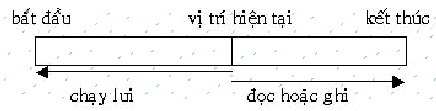 bắt đầu vị trí hiện tại kết thúc
chạy lui đọc hoặc ghi